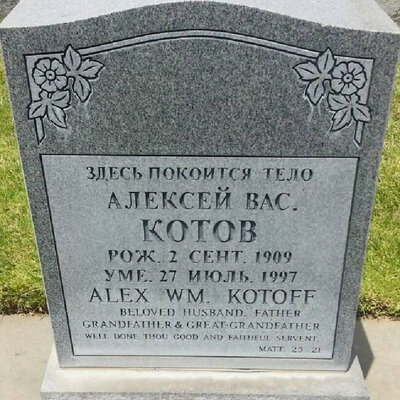 ЗДЕСЬ ПОКОИТСЯ ТЕЛО
АЛЕКСЕЙ ВАС.
КОТОВ
РОЖ. 2 СЕНТ. 1909
УМЕ. 27 ИЮЛЬ. 1997
ALEX WM. KOTOFF
BELOVED HUSBAND, FATHER
GRANDFATHER & GREAT-GRANDFATHER
WELL DONE THOU GOOD AND FAITHFUL SERVENT.
MATT. 25 21